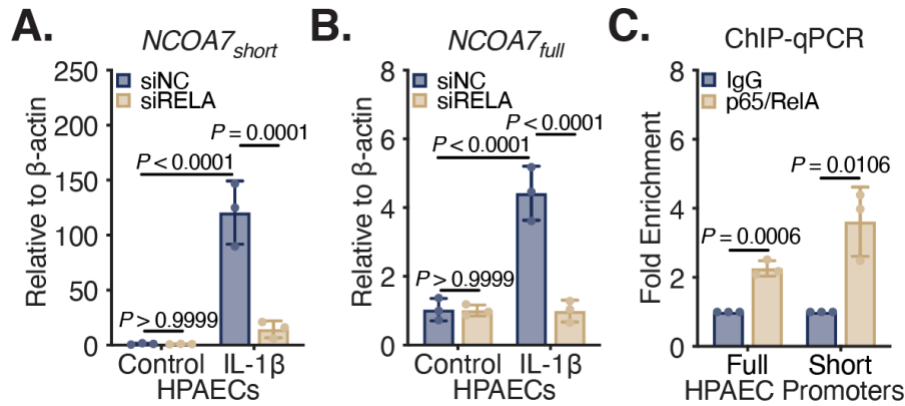 A.
NCOA7short
Relative to β-actin
250
200
150
100
50
0
siNC
siRELA
P = 0.0001
P < 0.0001
P > 0.9999
Control IL-1β
HPAECs
B.
NCOA7full
Relative to β-actin
8
6
4
2
0
siNC
siRELA
P < 0.0001
P < 0.0001
P > 0.9999
Control IL-1β
HPAECs
C.
ChIP-qPCR
Fold Enrichment
8
6
4
2
0
IgG
p65/RelA
P = 0.0106
P = 0.0006
Full Short
HPAEC Promoters